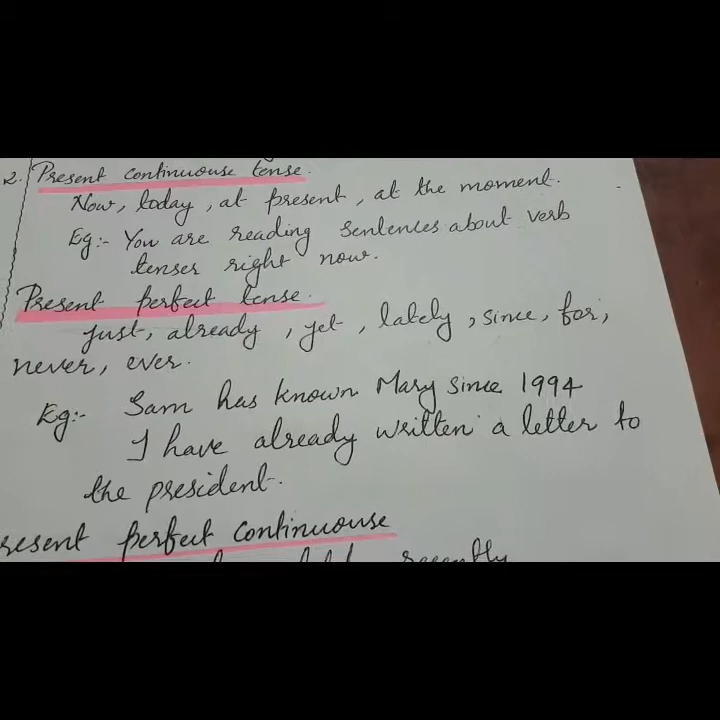 2. Present continuouse tense.
Now, today, at present, at the moment.
Eg:- You are reading sentences about verb
tenses right now.
Present perfect tense.
just, already, yet, lately, since, for,
never, ever.
Eg:- Sam has known Mary since 1994
I have already written a letter to
the president.
resent perfect continuouse
recently